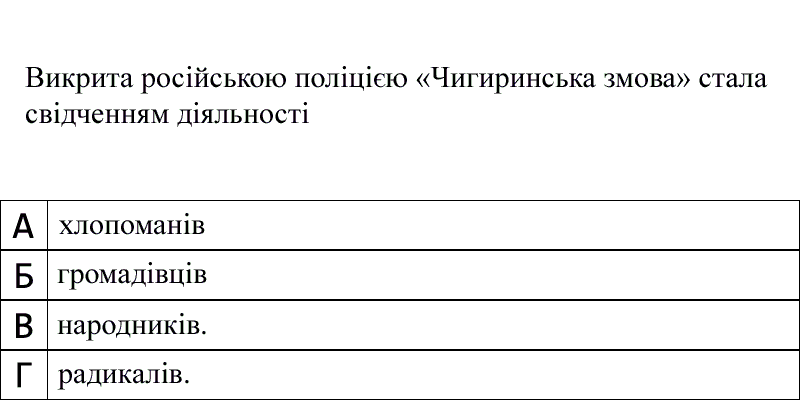 Викрита російською поліцією «Чигиринська змова» стала
свідченням діяльності
А хлопоманів
Б громадівців
В народників.
Г радикалів.